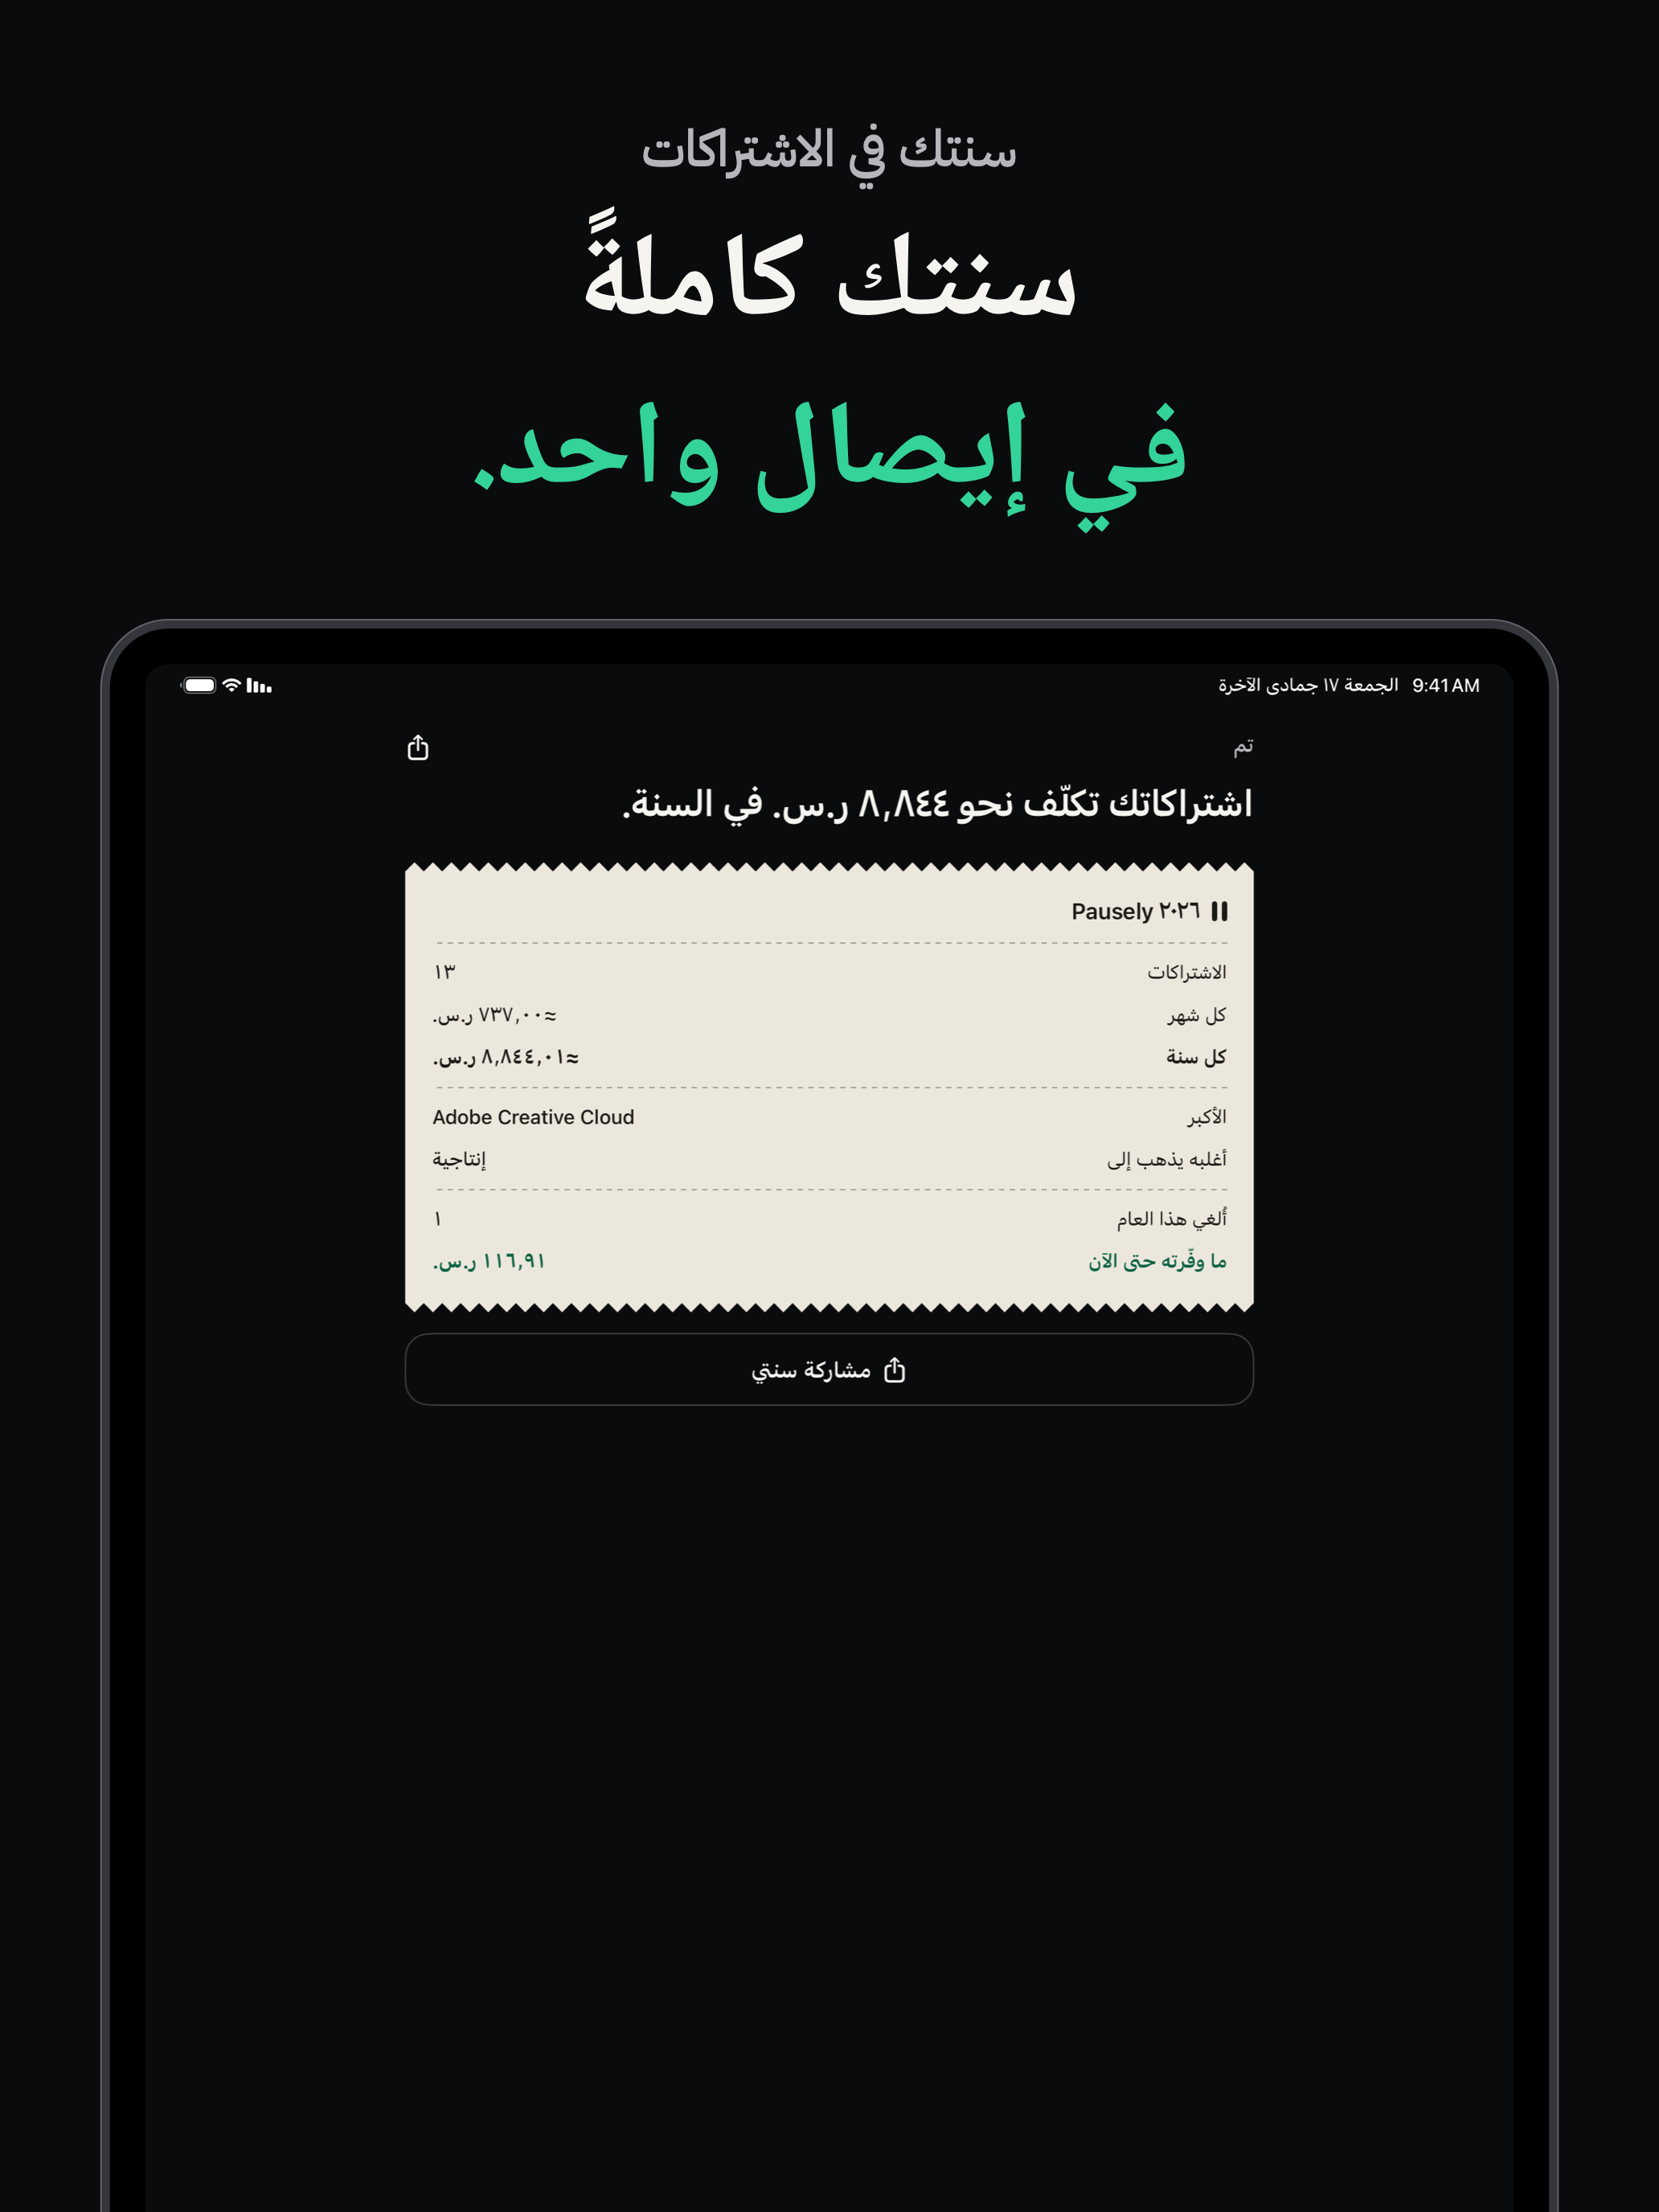 سنتك في الاشتراكات
سنتك كاملةً
في إيصال واحد.
9:41 AM الجمعة ١٧ جمادى الآخرة
تم
اشتراكاتك تكلّف نحو ٨,٨٤٤ ر.س. في السنة.
Pausely ٢٠٢٦
الاشتراكات ١٣
كل شهر ≈٧٣٧,٠٠ ر.س.
كل سنة ≈٨,٨٤٤,٠١ ر.س.
الأكبر Adobe Creative Cloud
أغلبه يذهب إلى إنتاجية
أُلغي هذا العام ١
ما وفّرته حتى الآن ١١٦,٩١ ر.س.
مشاركة سنتي